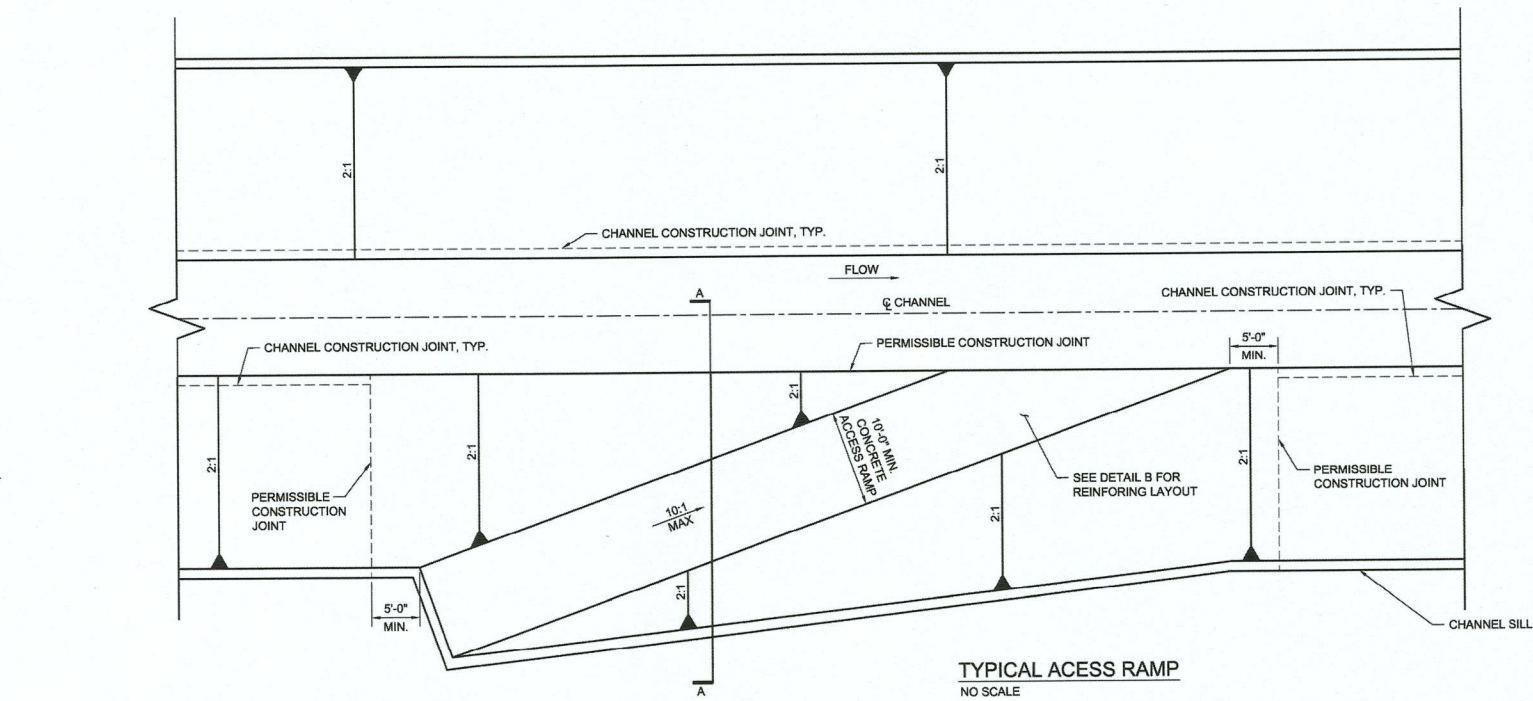 2:1
2:1
CHANNEL CONSTRUCTION JOINT, TYP.
FLOW
A
℄ CHANNEL
CHANNEL CONSTRUCTION JOINT, TYP.
CHANNEL CONSTRUCTION JOINT, TYP.
PERMISSIBLE CONSTRUCTION JOINT
5'-0"
MIN.
2:1
2:1
2:1
10'-0" MIN.
CONCRETE
ACCESS RAMP
2:1
PERMISSIBLE
CONSTRUCTION
JOINT
10:1
MAX
SEE DETAIL B FOR
REINFORING LAYOUT
PERMISSIBLE
CONSTRUCTION JOINT
2:1
2:1
5'-0"
MIN.
CHANNEL SILL
A
TYPICAL ACESS RAMP
NO SCALE